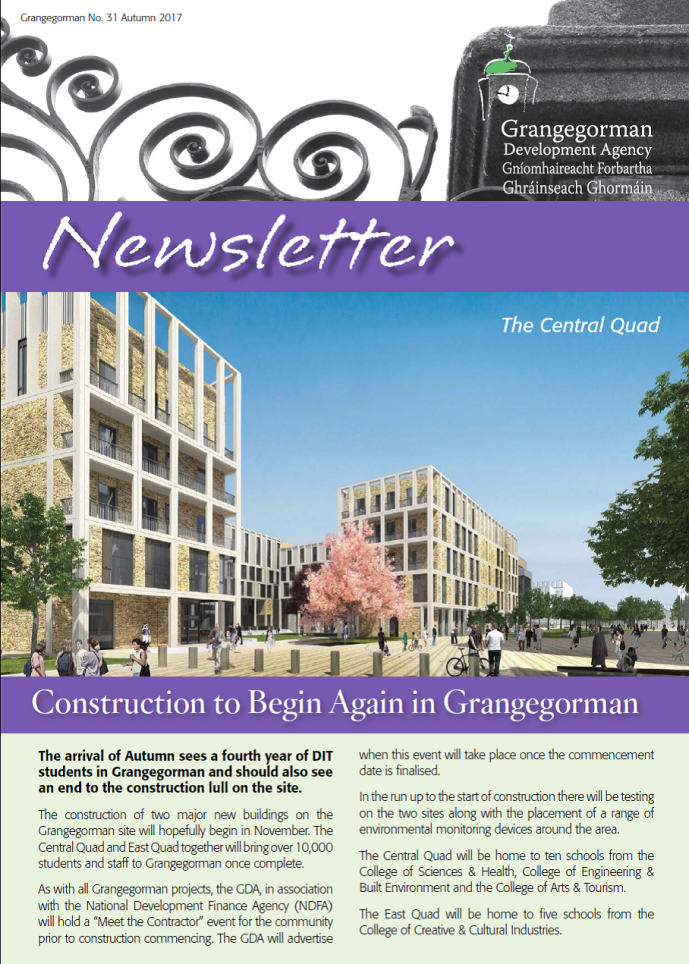 Grangegorman No. 31 Autumn 2017
Grangegorman
Development Agency
Gníomhaireacht Forbartha
Ghráinseach Ghormáin
Newsletter
The Central Quad
Construction to Begin Again in Grangegorman
The arrival of Autumn sees a fourth year of DIT
students in Grangegorman and should also see
an end to the construction lull on the site.
The construction of two major new buildings on the
Grangegorman site will hopefully begin in November. The
Central Quad and East Quad together will bring over 10,000
students and staff to Grangegorman once complete.
As with all Grangegorman projects, the GDA, in association
with the National Development Finance Agency (NDFA)
will hold a "Meet the Contractor" event for the community
prior to construction commencing. The GDA will advertise
when this event will take place once the commencement
date is finalised.
In the run up to the start of construction there will be testing
on the two sites along with the placement of a range of
environmental monitoring devices around the area.
The Central Quad will be home to ten schools from the
College of Sciences & Health, College of Engineering &
Built Environment and the College of Arts & Tourism.
The East Quad will be home to five schools from the
College of Creative & Cultural Industries.